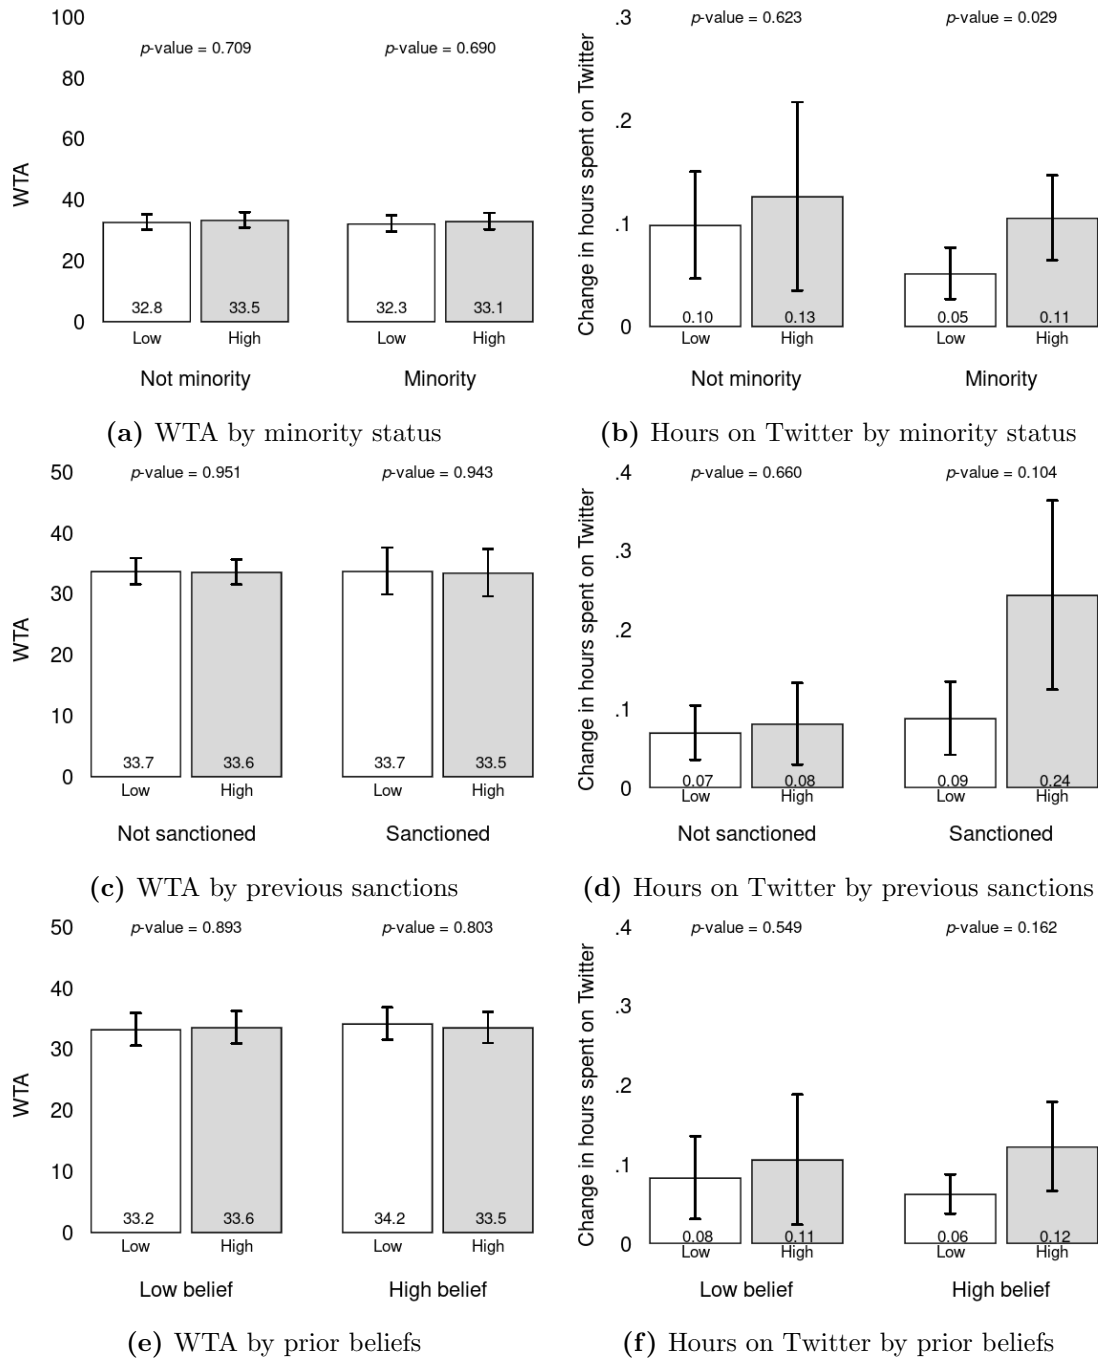 100
80
60
40
20
0
WTA
p-value = 0.709
p-value = 0.690
32.8
33.5
32.3
33.1
Low
High
Low
High
Not minority
Minority
(a) WTA by minority status
.3
.2
.1
0
Change in hours spent on Twitter
p-value = 0.623
p-value = 0.029
0.10
0.13
0.05
0.11
Low
High
Low
High
Not minority
Minority
(b) Hours on Twitter by minority status
50
40
30
20
10
0
WTA
p-value = 0.951
p-value = 0.943
33.7
33.6
33.7
33.5
Low
High
Low
High
Not sanctioned
Sanctioned
(c) WTA by previous sanctions
.4
.3
.2
.1
0
Change in hours spent on Twitter
p-value = 0.660
p-value = 0.104
0.07
0.08
0.09
0.24
Low
High
Low
High
Not sanctioned
Sanctioned
(d) Hours on Twitter by previous sanctions
50
40
30
20
10
0
WTA
p-value = 0.893
p-value = 0.803
33.2
33.6
34.2
33.5
Low
High
Low
High
Low belief
High belief
(e) WTA by prior beliefs
.4
.3
.2
.1
0
Change in hours spent on Twitter
p-value = 0.549
p-value = 0.162
0.08
0.11
0.06
0.12
Low
High
Low
High
Low belief
High belief
(f) Hours on Twitter by prior beliefs